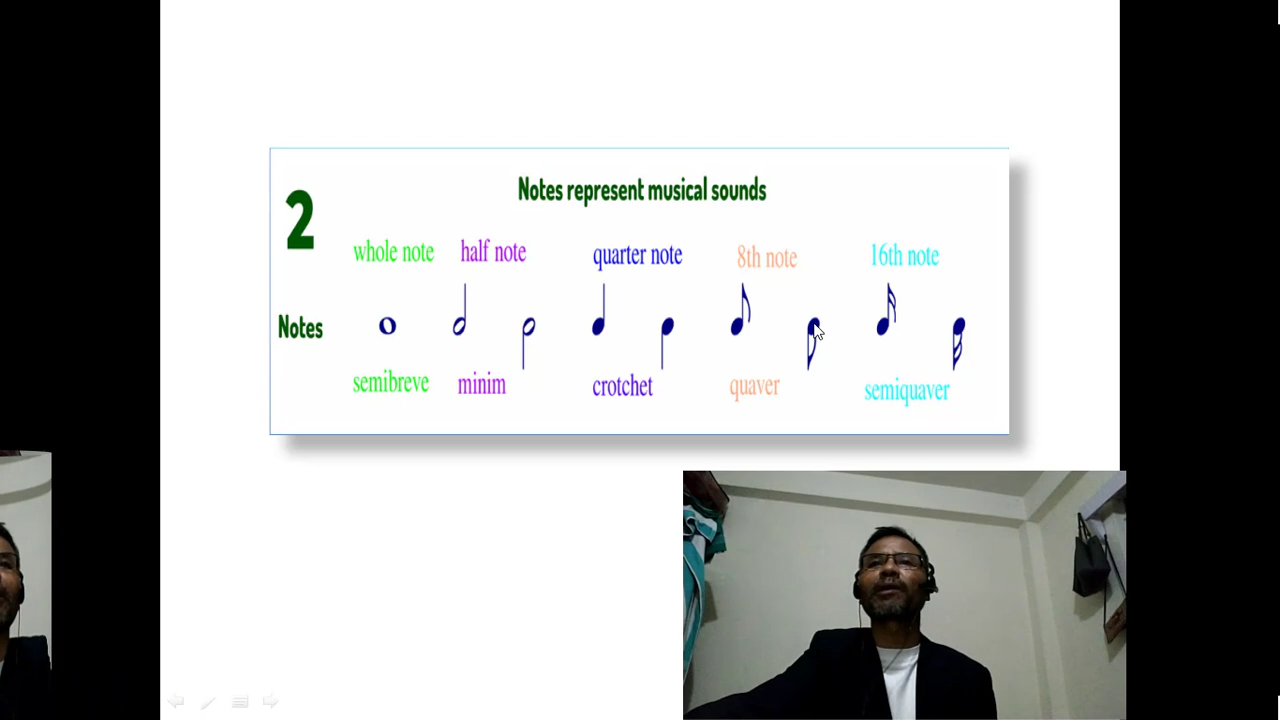 Notes represent musical sounds
2
whole note half note quarter note 8th note 16th note
Notes
semibreve minim crotchet quaver semiquaver